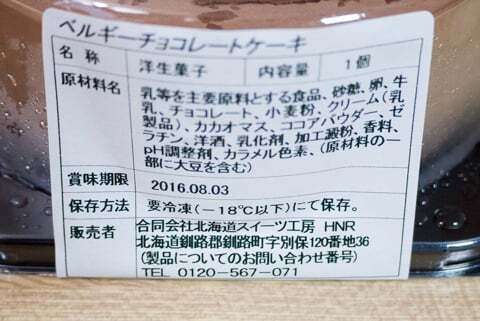 ベルギーチョコレートケーキ
名称 洋生菓子 内容量 1個
原材料名 乳等を主要原料とする食品、砂糖、卵、牛
乳、チョコレート、小麦粉、クリーム(乳
製品)、カカオマス、ココアパウダー、ゼ
ラチン、洋酒、乳化剤、加工澱粉、香料、
pH調整剤、カラメル色素、(原材料の一
部に大豆を含む)
賞味期限 2016.08.03
保存方法 要冷凍(-18℃以下)にて保存。
販売者 合同会社北海道スイーツ工房 HNR
北海道釧路郡釧路町字別保120番地36
(製品についてのお問い合わせ番号)
TEL 0120-567-071